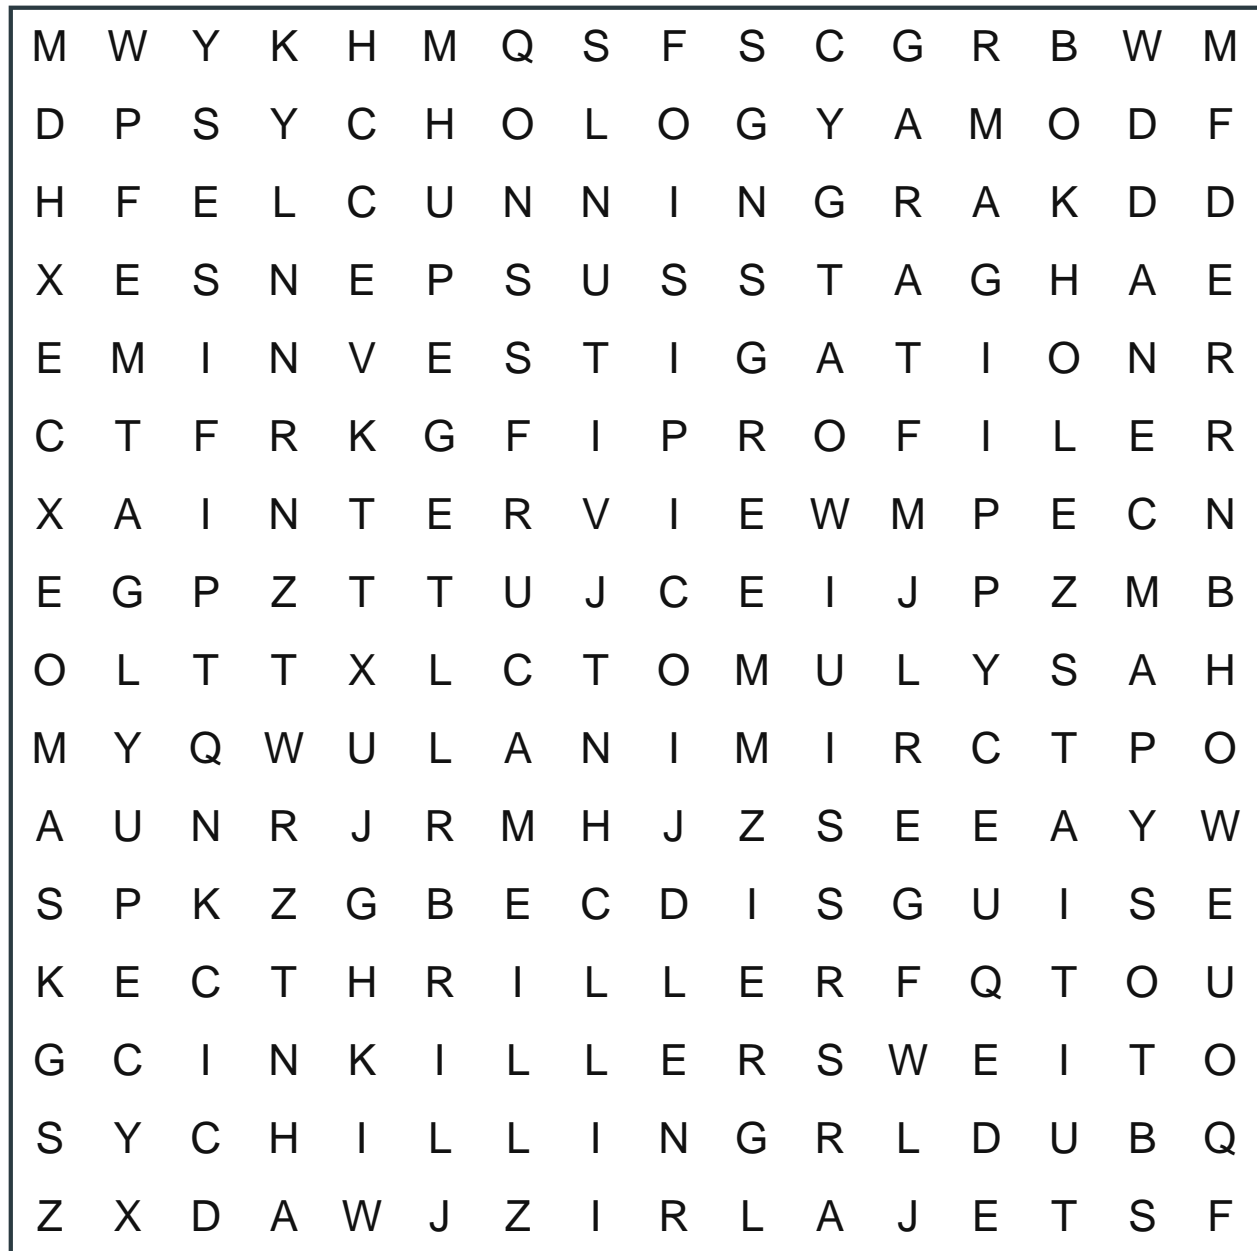 M W Y K H M Q S F S C G R B W M
D P S Y C H O L O G Y A M O D F
H F E L C U N N I N G R A K D D
X E S N E P S U S S T A G H A E
E M I N V E S T I G A T I O N R
C T F R K G F I P R O F I L E R
X A I N T E R V I E W M P E C N
E G P Z T T U J C E I J P Z M B
O L T T X L C T O M U L Y S A H
M Y Q W U L A N I M I R C T P O
A U N R J R M H J Z S E E A Y W
S P K Z G B E C D I S G U I S E
K E C T H R I L L E R F Q T O U
G C I N K I L L E R S W E I T O
S Y C H I L L I N G R L D U B Q
Z X D A W J Z I R L A J E T S F